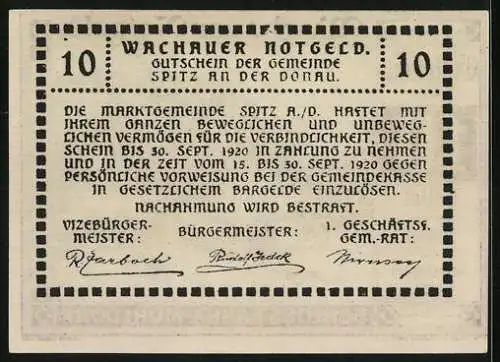 WACHAUER NOTGELD.
10 GUTSCHEIN DER GEMEINDE 10
SPITZ AN DER DONAU.
DIE MARKTGEMEINDE SPITZ A./D. HAFTET MIT
IHREM GANZEN BEWEGLICHEN UND UNBEWEG-
LICHEN VERMÖGEN FÜR DIE VERBINDLICHKEIT, DIESEN
SCHEIN BIS 30. SEPT. 1920 IN ZAHLUNG ZU NEHMEN
UND IN DER ZEIT VOM 15. BIS 30. SEPT. 1920 GEGEN
PERSÖNLICHE VORWEISUNG BEI DER GEMEINDEKASSE
IN GESETZLICHEM BARGELDE EINZULÖSEN.
NACHAHMUNG WIRD BESTRAFT.
VIZEBÜRGER- BÜRGERMEISTER: 1. GESCHÄFTSF.
MEISTER: GEM.-RAT: